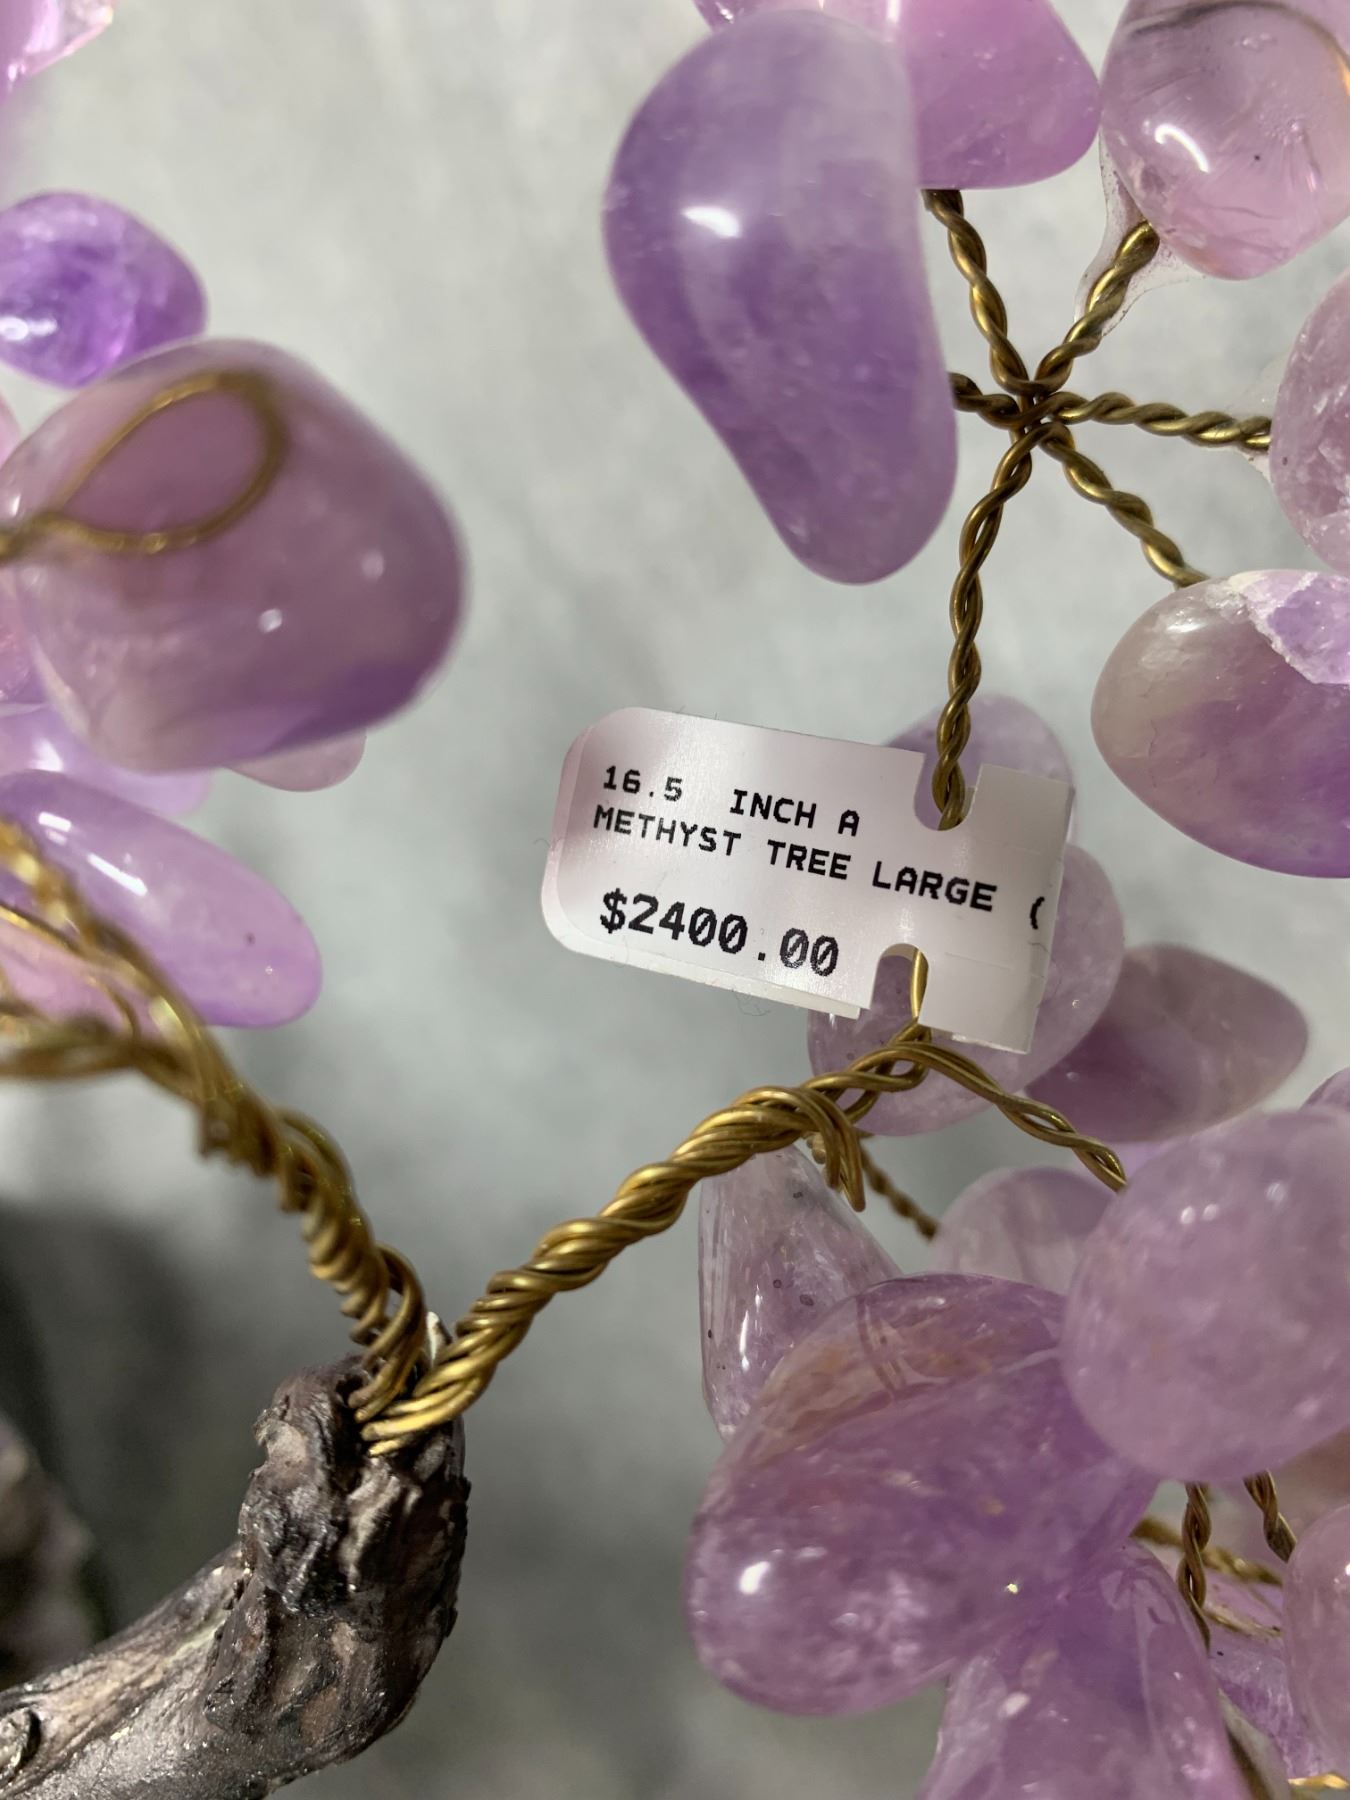 16.5 INCH A
METHYST TREE LARGE (
$2400.00